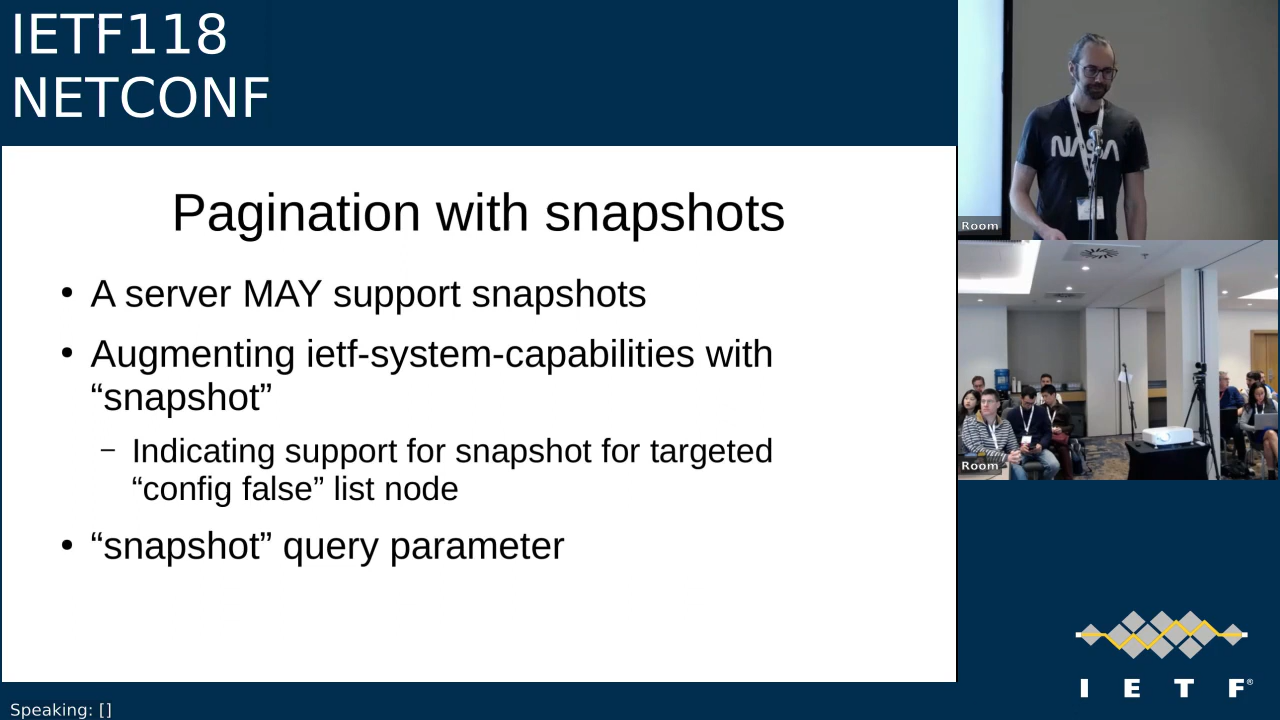 IETF118
NETCONF
Pagination with snapshots
• A server MAY support snapshots
• Augmenting ietf-system-capabilities with
“snapshot”
– Indicating support for snapshot for targeted
“config false” list node
• “snapshot” query parameter
NASA
Room
Room
I E T F®
Speaking: []